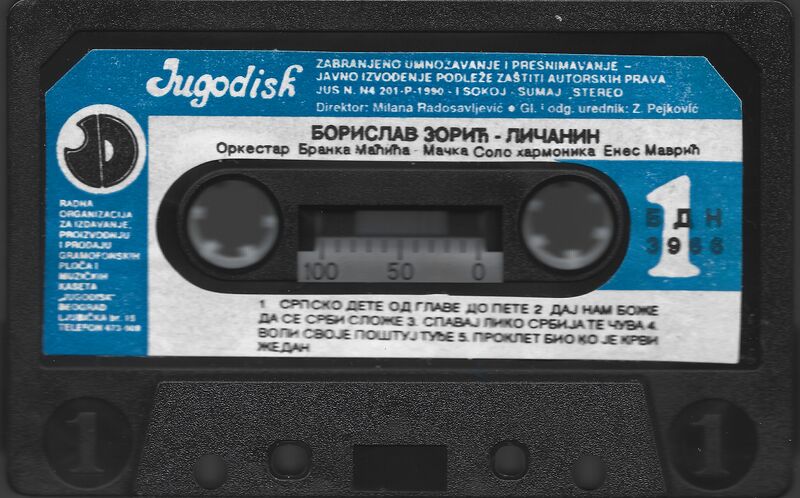 Jugodisk
ZABRANJENO UMNOŽAVANJE I PRESNIMAVANJE –
JAVNO IZVOĐENJE PODLEŽE ZAŠTITI AUTORSKIH PRAVA
JUS N. N4 201-P-1990 - I SOKOJ - SUMAJ STEREO
Direktor: Milana Radosavljević ● Gl. i odg. urednik: Z. Pejković
БОРИСЛАВ ЗОРИЋ - ЛИЧАНИН
Оркестар Бранка Маћића - Мачка Соло хармоника Енес Маврић
RADNA
ORGANIZACIJA
ZA IZDAVANJE,
PROIZVODNJU
I PRODAJU
GRAMOFONSKIH
PLOČA I
MUZIČKIH
KASETA
„JUGODISK"
BEOGRAD
LJUBIČKA br. 15
TELEFON
1
БДН
3966
100 50 0
1 СРПСКО ДЕТЕ ОД ГЛАВЕ ДО ПЕТЕ 2 ДАЈ НАМ БОЖЕ
ДА СЕ СРБИ СЛОЖЕ 3. СПАВАЈ ЛИКО СРБИЈА ТЕ ЧУВА 4.
ВОЛИ СВОЈЕ ПОШТУЈ ТУЂЕ 5. ПРОКЛЕТ БИО КО ЈЕ КРВИ
ЖЕДАН
1
1